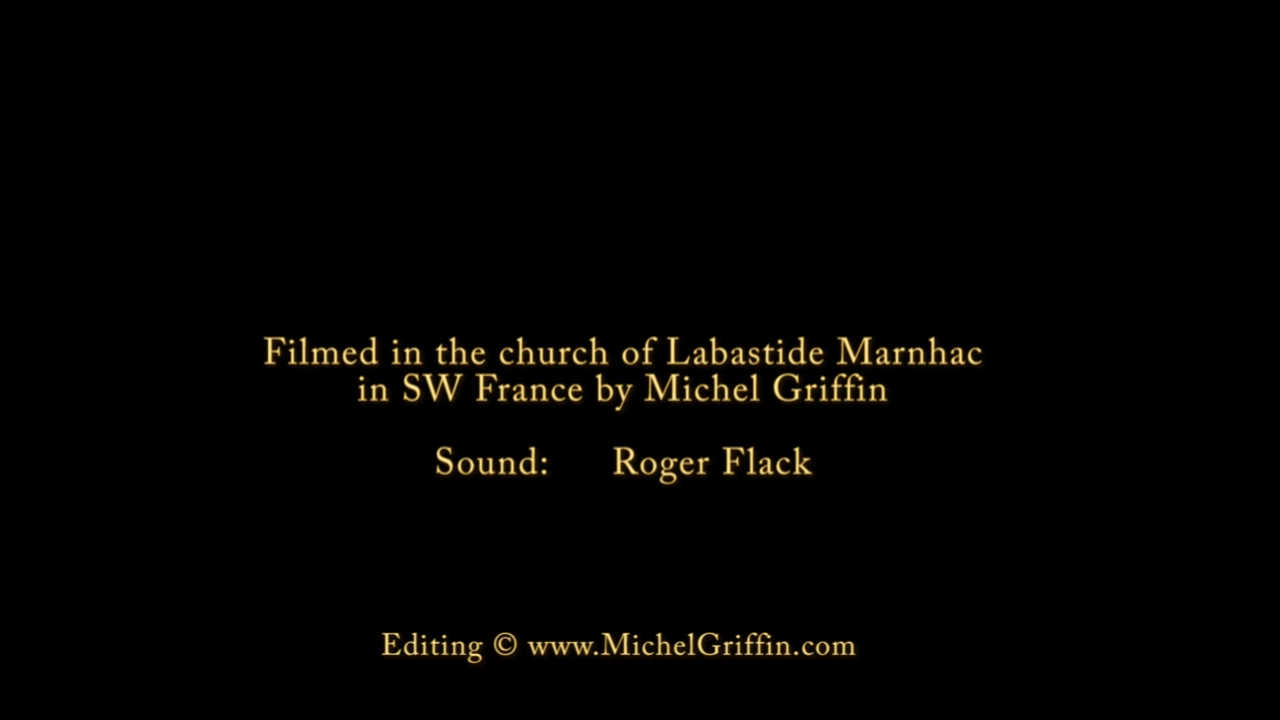 Filmed in the church of Labastide Marnhac
in SW France by Michel Griffin
Sound: Roger Flack
Editing © www.MichelGriffin.com